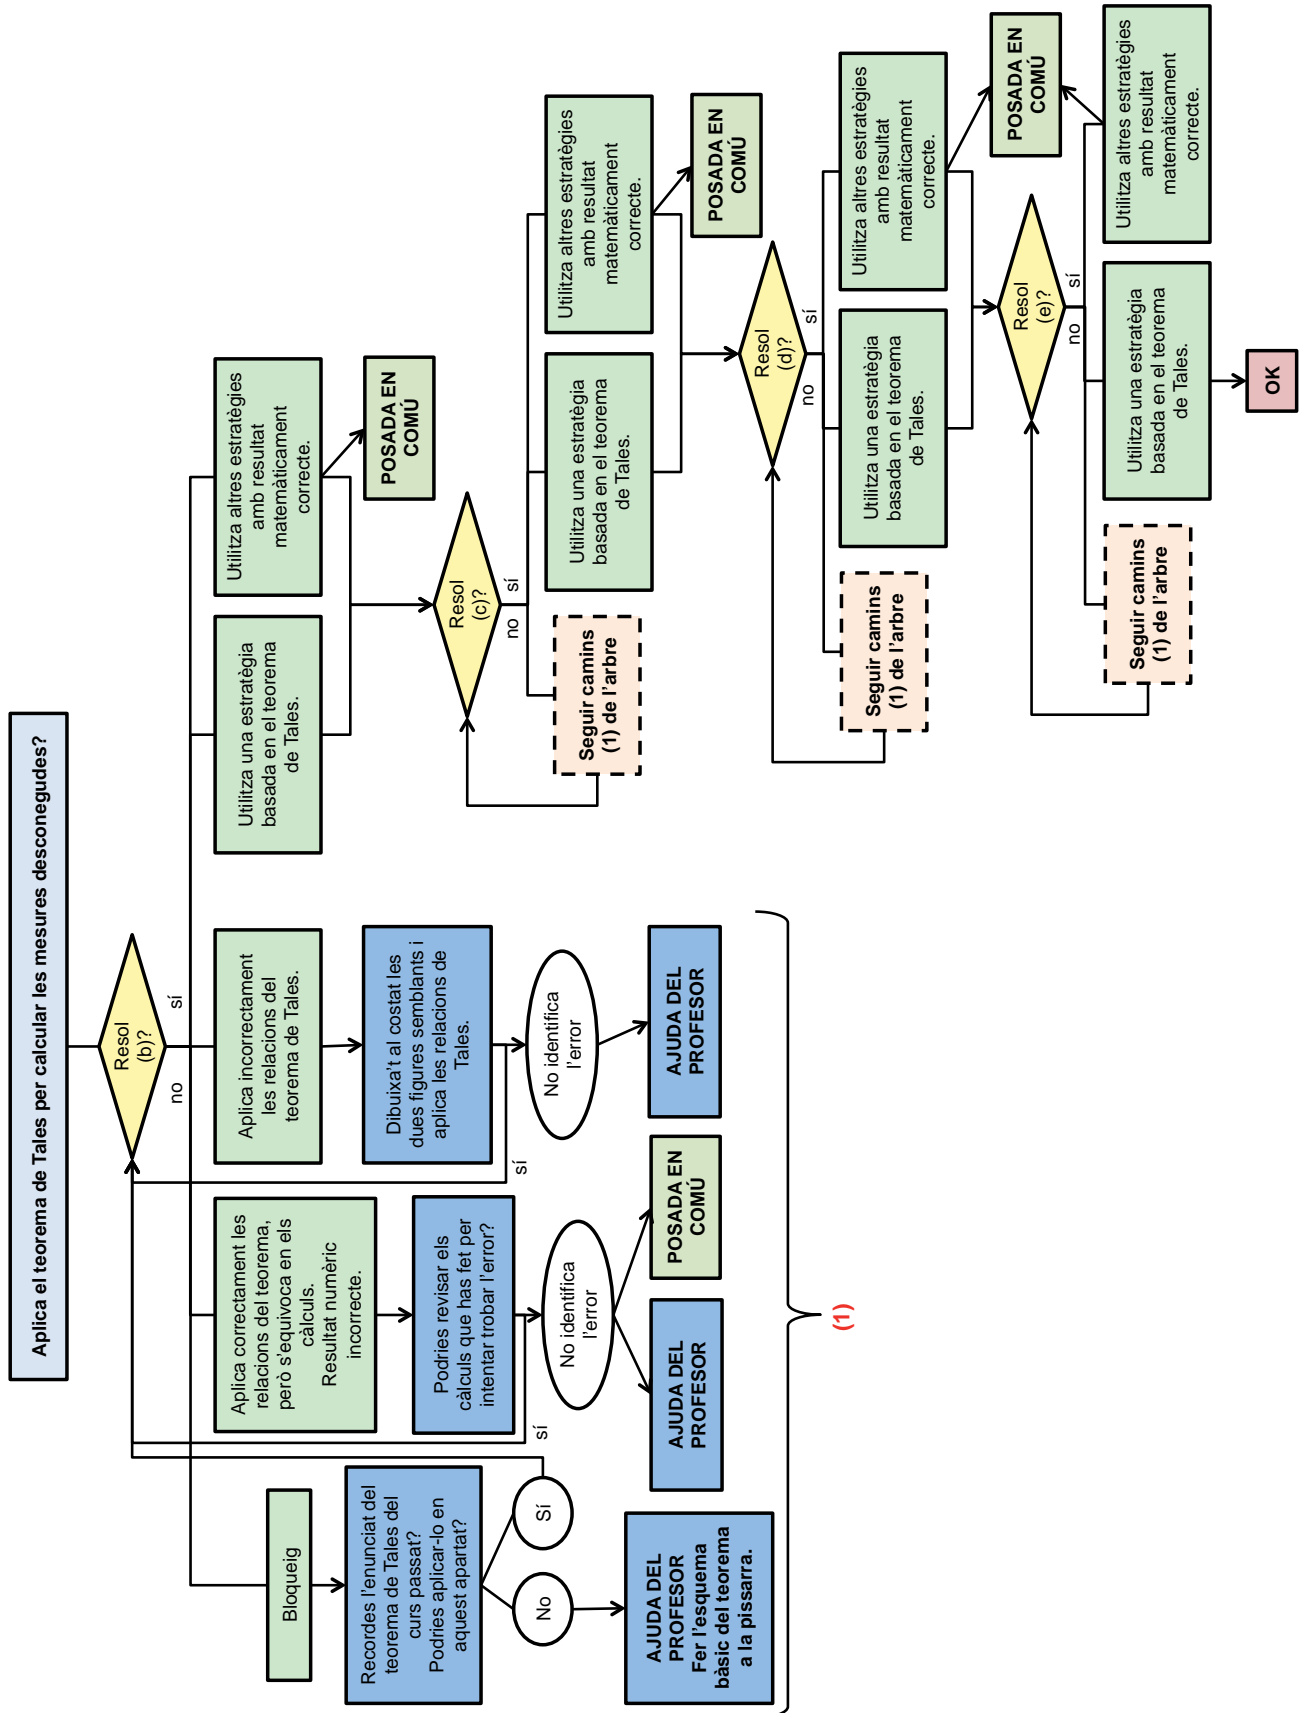 Aplica el teorema de Tales per calcular les mesures desconegudes?
Resol
(b)?
no
sí
Bloqueig
Recordes l’enunciat del
teorema de Tales del
curs passat?
Podries aplicar-lo en
aquest apartat?
No
Sí
AJUDA DEL
PROFESOR
Fer l’esquema
bàsic del teorema
a la pissarra.
Aplica correctament les
relacions del teorema,
però s’equivoca en els
càlculs.
Resultat numèric
incorrecte.
Podries revisar els
càlculs que has fet per
intentar trobar l’error?
sí
No identifica
l’error
AJUDA DEL
PROFESOR
POSADA EN
COMÚ
Aplica incorrectament
les relacions del
teorema de Tales.
Dibuixa’t al costat les
dues figures semblants i
aplica les relacions de
Tales.
sí
No identifica
l’error
AJUDA DEL
PROFESOR
(1)
Utilitza una estratègia
basada en el teorema
de Tales.
Utilitza altres estratègies
amb resultat
matemàticament
correcte.
POSADA EN
COMÚ
Resol
(c)?
no
sí
Seguir camins
(1) de l’arbre
Utilitza una estratègia
basada en el teorema
de Tales.
Utilitza altres estratègies
amb resultat
matemàticament
correcte.
POSADA EN
COMÚ
Resol
(d)?
no
sí
Seguir camins
(1) de l’arbre
Utilitza una estratègia
basada en el teorema
de Tales.
Utilitza altres estratègies
amb resultat
matemàticament
correcte.
POSADA EN
COMÚ
Resol
(e)?
no
sí
Seguir camins
(1) de l’arbre
Utilitza una estratègia
basada en el teorema
de Tales.
Utilitza altres estratègies
amb resultat
matemàticament
correcte.
OK